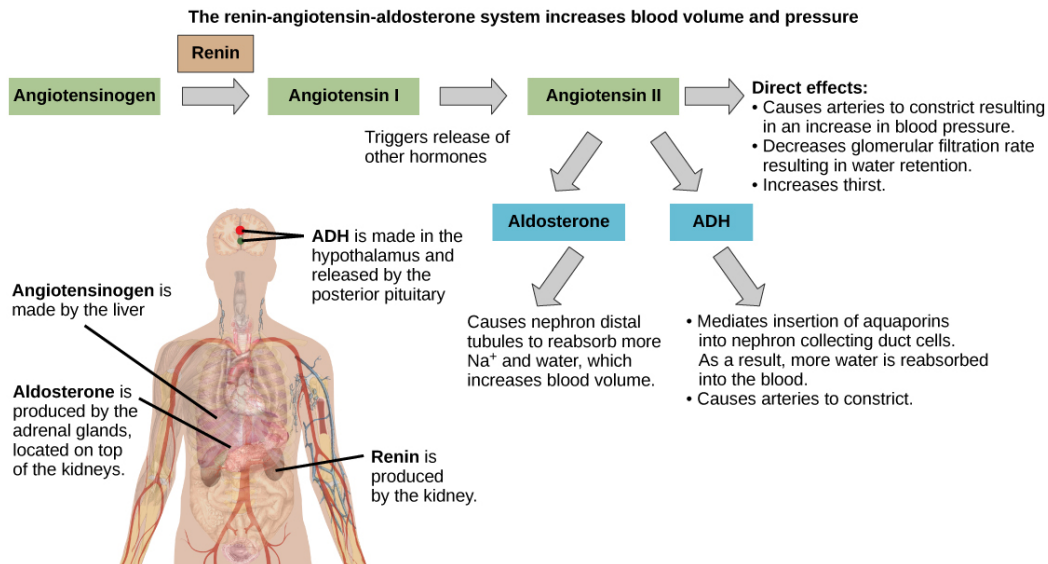 The renin-angiotensin-aldosterone system increases blood volume and pressure
Renin
Angiotensinogen
Angiotensin I
Angiotensin II
Direct effects:
• Causes arteries to constrict resulting
in an increase in blood pressure.
• Decreases glomerular filtration rate
resulting in water retention.
• Increases thirst.
Triggers release of
other hormones
Aldosterone
ADH
Causes nephron distal
tubules to reabsorb more
Na⁺ and water, which
increases blood volume.
• Mediates insertion of aquaporins
into nephron collecting duct cells.
As a result, more water is reabsorbed
into the blood.
• Causes arteries to constrict.
ADH is made in the
hypothalamus and
released by the
posterior pituitary
Angiotensinogen is
made by the liver
Aldosterone is
produced by the
adrenal glands,
located on top
of the kidneys.
Renin is
produced
by the kidney.